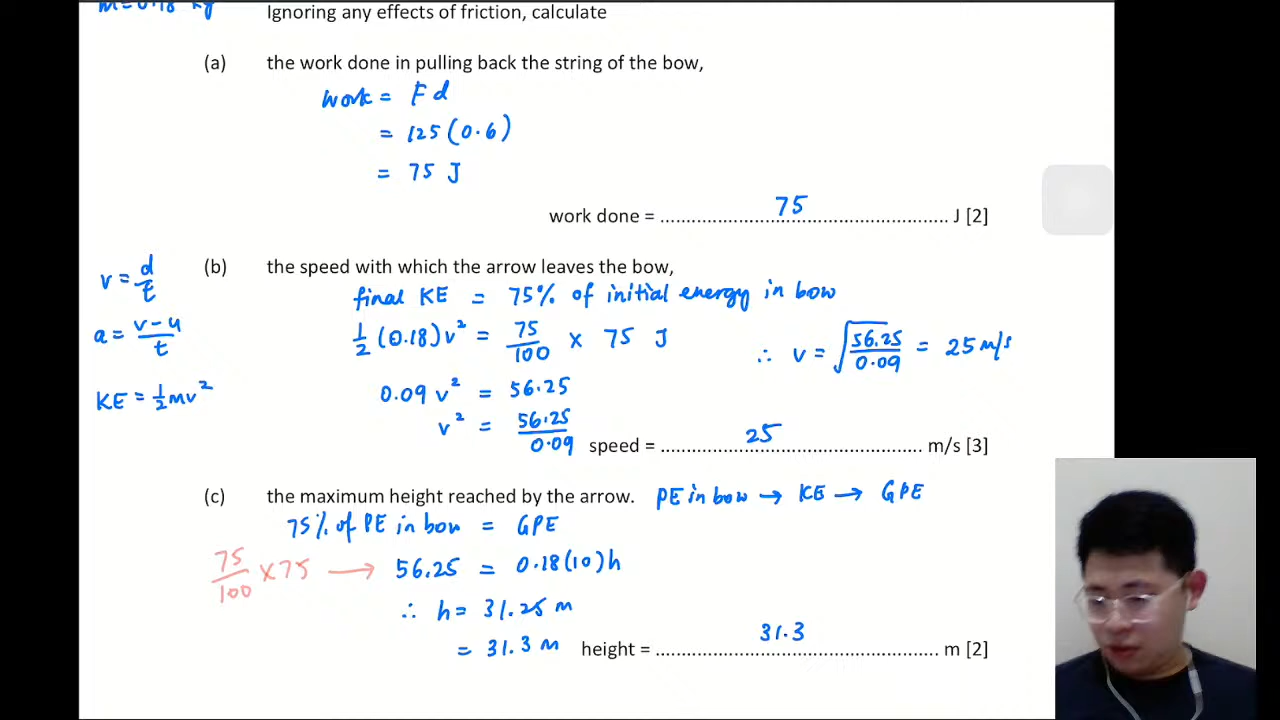 m=0.18 kg
Ignoring any effects of friction, calculate
(a) the work done in pulling back the string of the bow,
Work = Fd
= 125(0.6)
= 75 J
work done = 75 J [2]
(b) the speed with which the arrow leaves the bow,
v = d/t
a = v-u/t
KE = 1/2 mv²
final KE = 75% of initial energy in bow
1/2 (0.18)v² = 75/100 × 75 J
0.09 v² = 56.25
v² = 56.25/0.09
∴ v = √56.25/0.09 = 25 m/s
speed = 25 m/s [3]
(c) the maximum height reached by the arrow. PE in bow → KE → GPE
75% of PE in bow = GPE
75/100 ×75 → 56.25 = 0.18(10)h
∴ h = 31.25 m
= 31.3 m
height = 31.3 m [2]